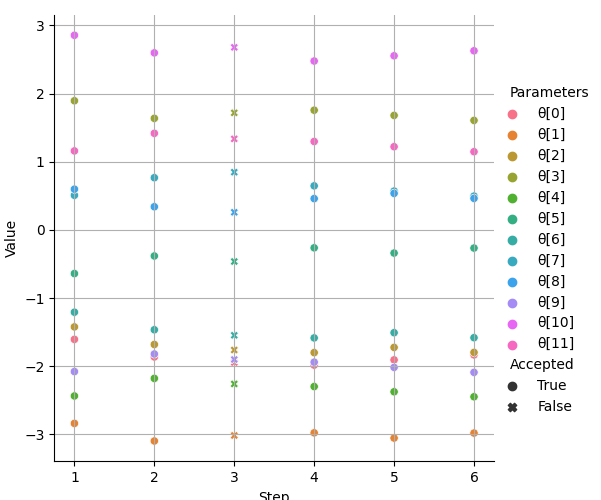 3
2
1
0
−1
−2
−3
Value
1 2 3 4 5 6
Step
Parameters
θ[0]
θ[1]
θ[2]
θ[3]
θ[4]
θ[5]
θ[6]
θ[7]
θ[8]
θ[9]
θ[10]
θ[11]
Accepted
True
False